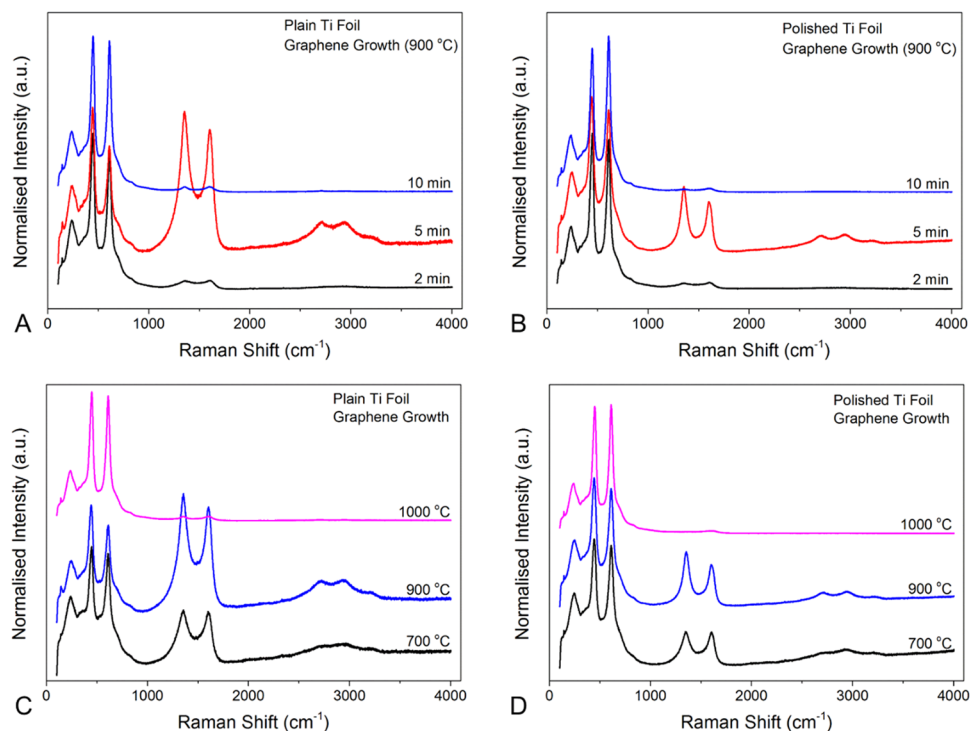 Plain Ti Foil
Graphene Growth (900 °C)
10 min
5 min
2 min
Normalised Intensity (a.u.)
0 1000 2000 3000 4000
Raman Shift (cm⁻¹)
A
Polished Ti Foil
Graphene Growth (900 °C)
10 min
5 min
2 min
Normalised Intensity (a.u.)
0 1000 2000 3000 4000
Raman Shift (cm⁻¹)
B
Plain Ti Foil
Graphene Growth
1000 °C
900 °C
700 °C
Normalised Intensity (a.u.)
0 1000 2000 3000 4000
Raman Shift (cm⁻¹)
C
Polished Ti Foil
Graphene Growth
1000 °C
900 °C
700 °C
Normalised Intensity (a.u.)
0 1000 2000 3000 4000
Raman Shift (cm⁻¹)
D